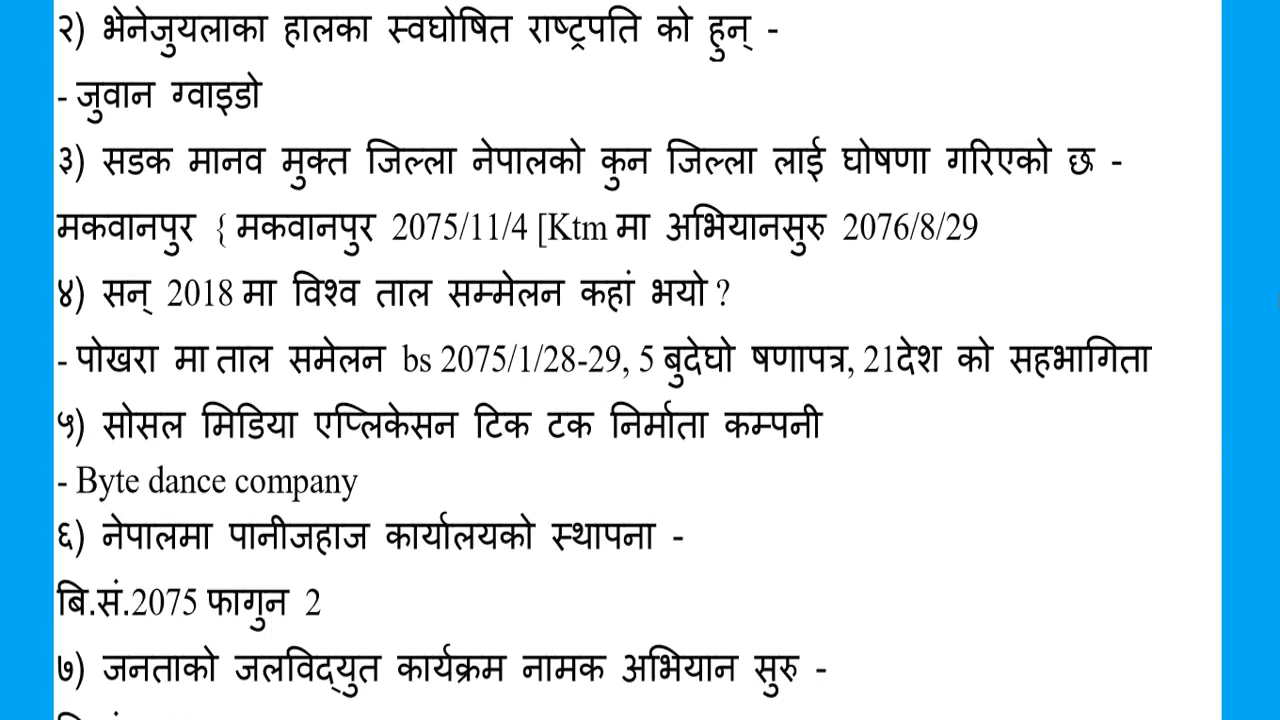 २) भेनेजुयलाका हालका स्वघोषित राष्ट्रपति को हुन् -
- जुवान ग्वाइडो
३) सडक मानव मुक्त जिल्ला नेपालको कुन जिल्ला लाई घोषणा गरिएको छ -
मकवानपुर { मकवानपुर 2075/11/4 [Ktm मा अभियानसुरु 2076/8/29
४) सन् 2018 मा विश्व ताल सम्मेलन कहां भयो ?
- पोखरा मा ताल समेलन bs 2075/1/28-29, 5 बुदेघो षणापत्र, 21देश को सहभागिता
५) सोसल मिडिया एप्लिकेसन टिक टक निर्माता कम्पनी
- Byte dance company
६) नेपालमा पानीजहाज कार्यालयको स्थापना -
बि.सं.2075 फागुन 2
७) जनताको जलविद्युत कार्यक्रम नामक अभियान सुरु -